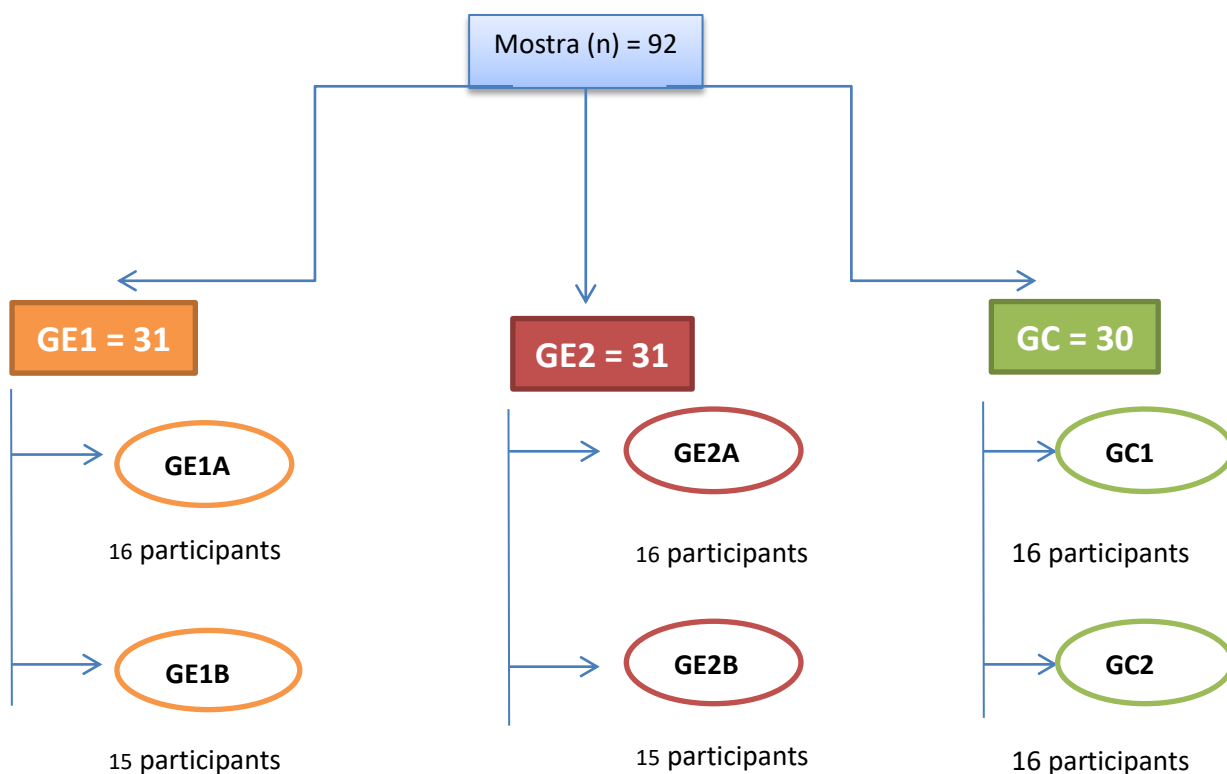 Mostra (n) = 92
GE1 = 31
GE2 = 31
GC = 30
GE1A
GE2A
GC1
16 participants
16 participants
16 participants
GE1B
GE2B
GC2
15 participants
15 participants
16 participants